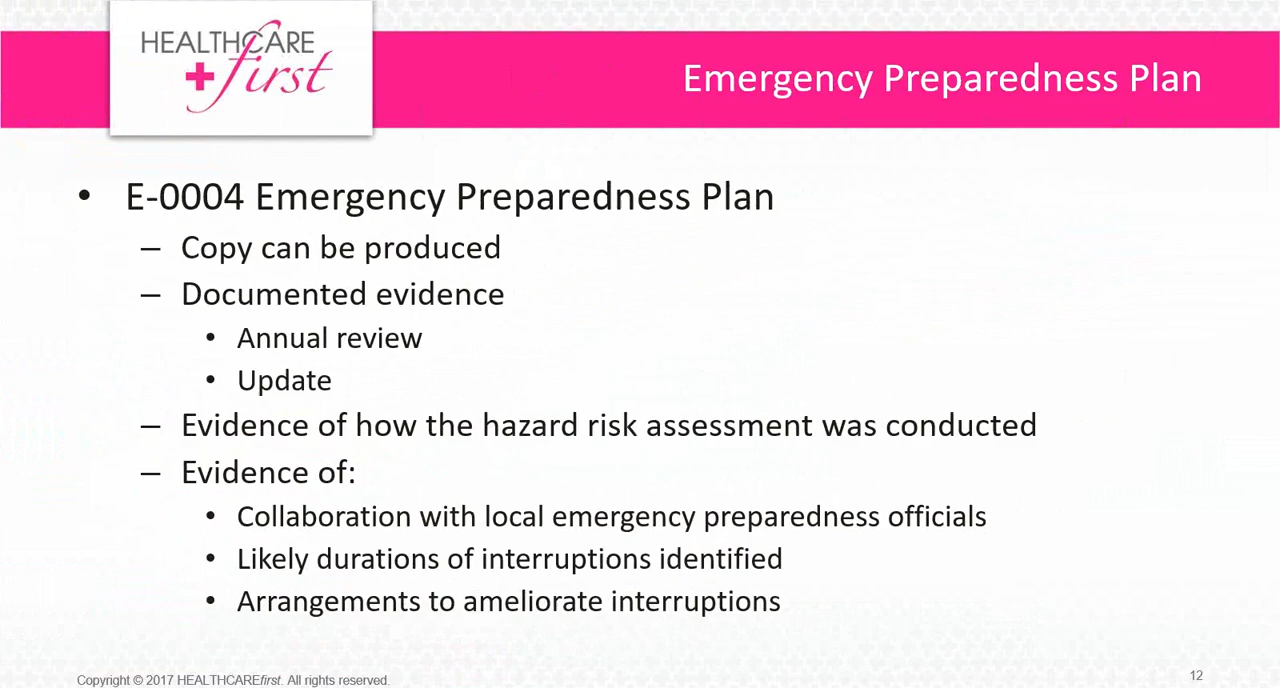 HEALTHCARE
first
Emergency Preparedness Plan
• E-0004 Emergency Preparedness Plan
– Copy can be produced
– Documented evidence
• Annual review
• Update
– Evidence of how the hazard risk assessment was conducted
– Evidence of:
• Collaboration with local emergency preparedness officials
• Likely durations of interruptions identified
• Arrangements to ameliorate interruptions
Copyright © 2017 HEALTHCAREfirst. All rights reserved.
12